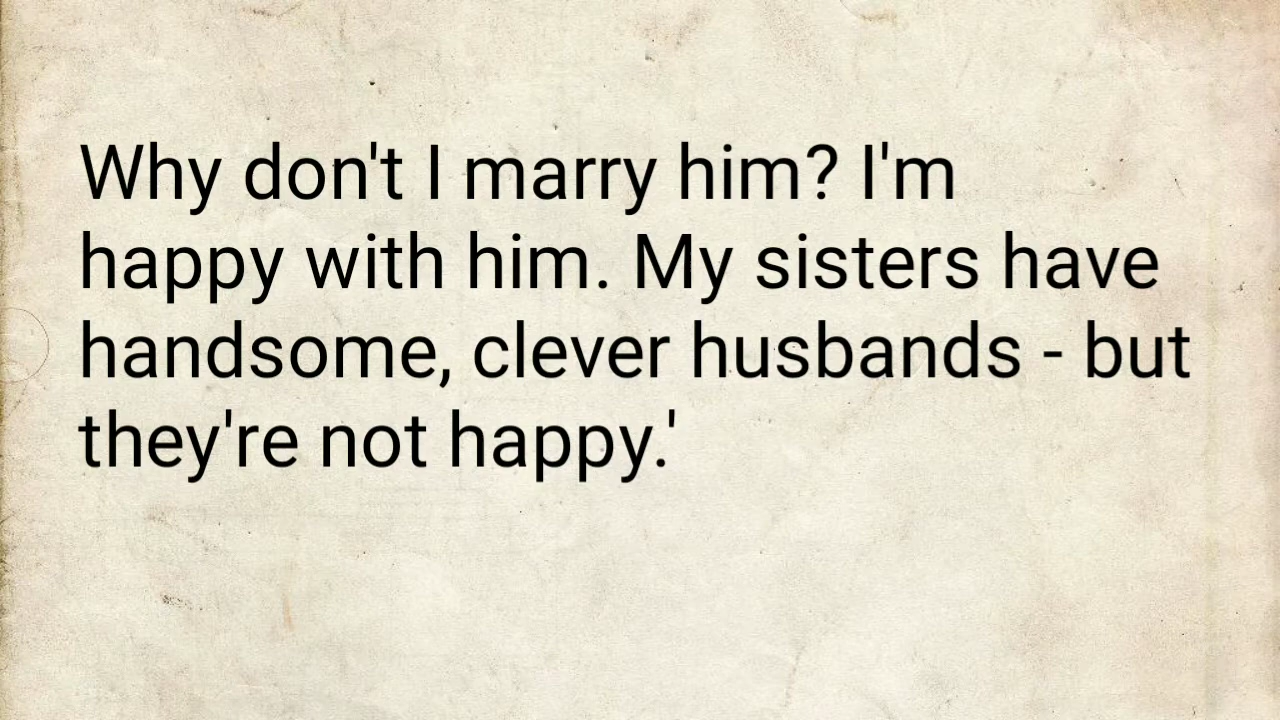 Why don't I marry him? I'm
happy with him. My sisters have
handsome, clever husbands - but
they're not happy.'